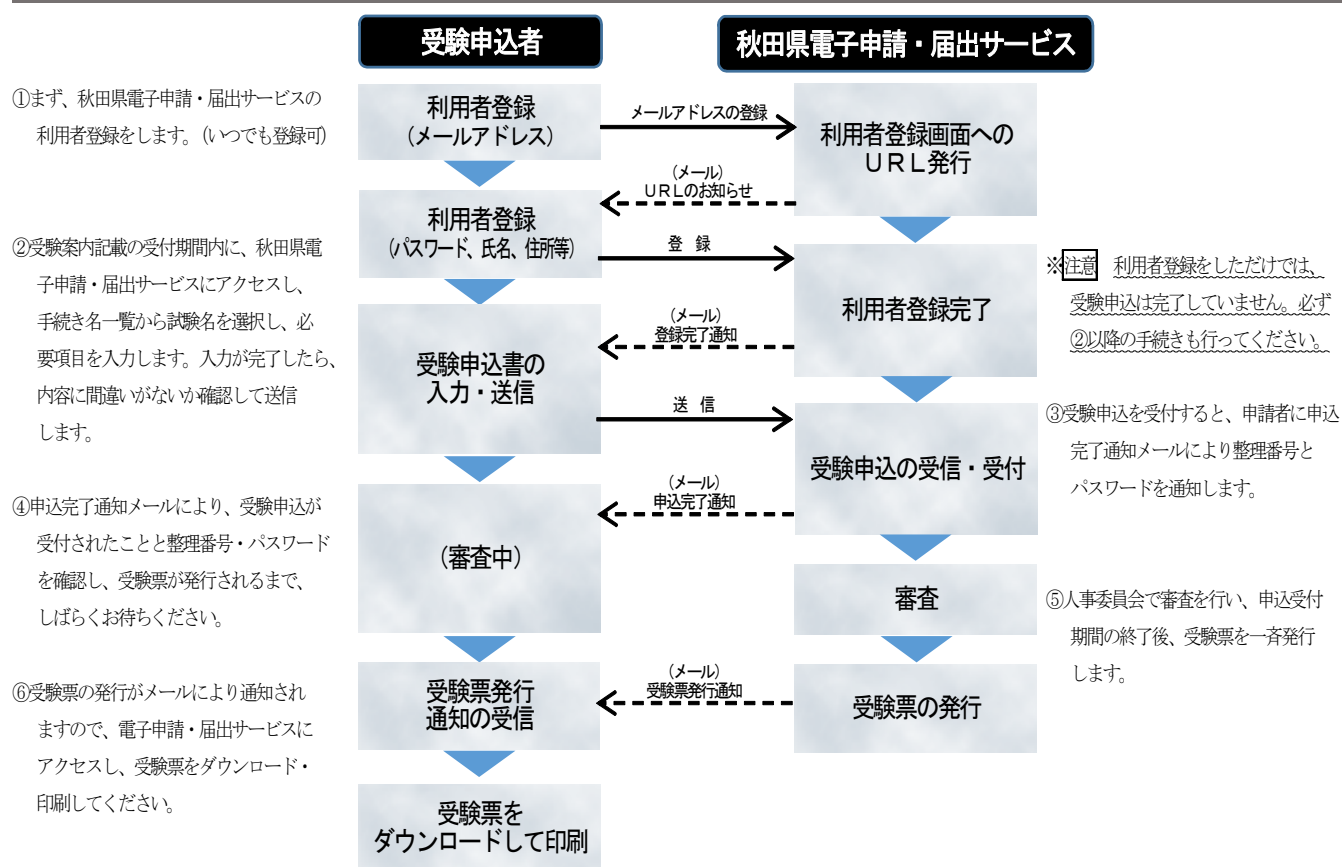 受験申込者
秋田県電子申請・届出サービス
①まず、秋田県電子申請・届出サービスの
利用者登録をします。(いつでも登録可)
利用者登録
(メールアドレス)
メールアドレスの登録
利用者登録画面への
ＵＲＬ発行
(メール)
ＵＲＬのお知らせ
利用者登録
(パスワード、氏名、住所等)
登 録
②受験案内記載の受付期間内に、秋田県電
子申請・届出サービスにアクセスし、
手続き名一覧から試験名を選択し、必
要項目を入力します。入力が完了したら、
内容に間違いがないか確認して送信
します。
利用者登録完了
※注意 利用者登録をしただけでは、
受験申込は完了していません。必ず
②以降の手続きも行ってください。
(メール)
登録完了通知
受験申込書の
入力・送信
送 信
受験申込の受信・受付
③受験申込を受付すると、申請者に申込
完了通知メールにより整理番号と
パスワードを通知します。
(メール)
申込完了通知
④申込完了通知メールにより、受験申込が
受付されたことと整理番号・パスワード
を確認し、受験票が発行されるまで、
しばらくお待ちください。
(審査中)
審査
⑤人事委員会で審査を行い、申込受付
期間の終了後、受験票を一斉発行
します。
(メール)
受験票発行通知
受験票発行
通知の受信
受験票の発行
⑥受験票の発行がメールにより通知され
ますので、電子申請・届出サービスに
アクセスし、受験票をダウンロード・
印刷してください。
受験票を
ダウンロードして印刷